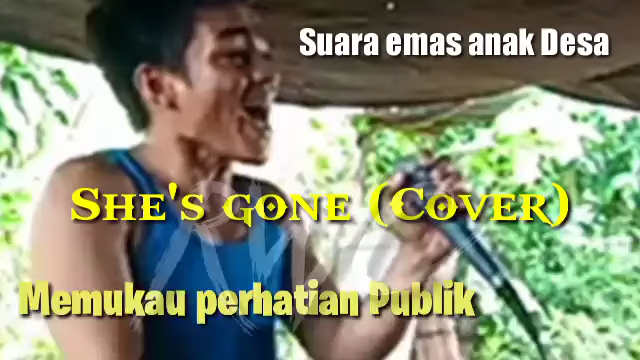 Suara emas anak Desa
She's gone (Cover)
Memukau perhatian Publik